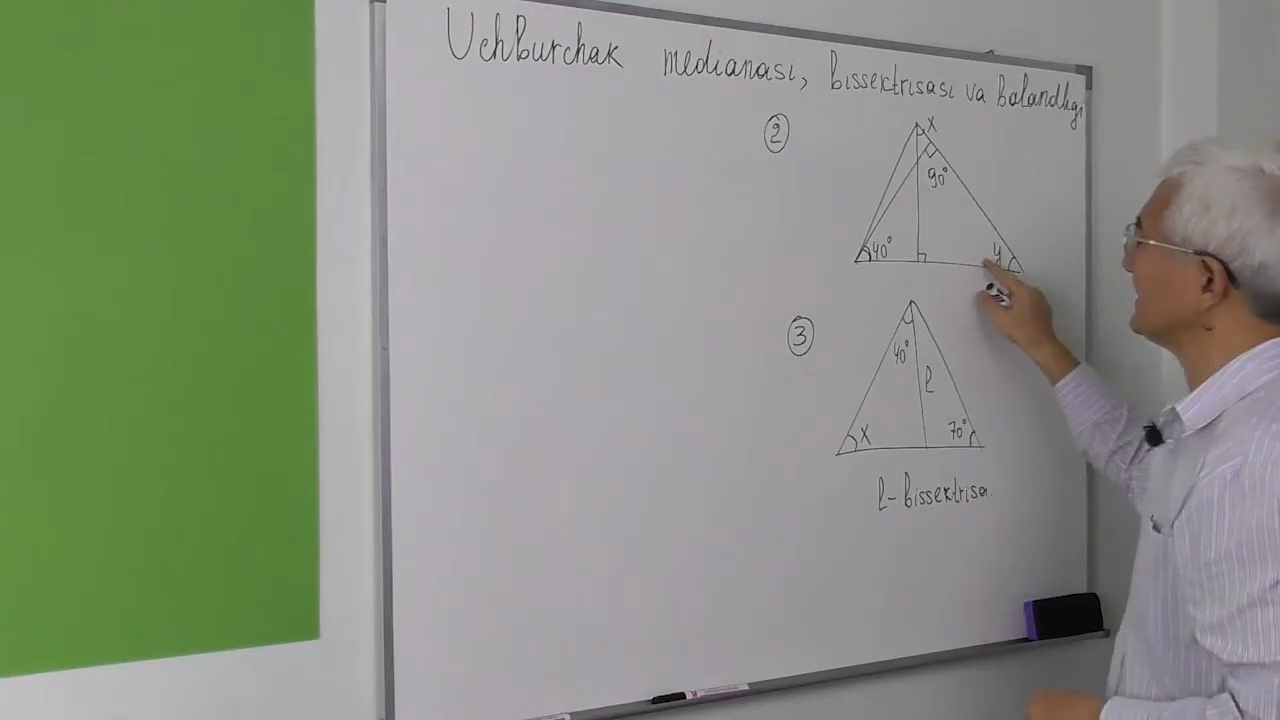 Uchburchak medianasi, bissektrisasi va balandligi
2
x
90°
40°
y
3
40°
l
x
70°
l-bissektrisa.